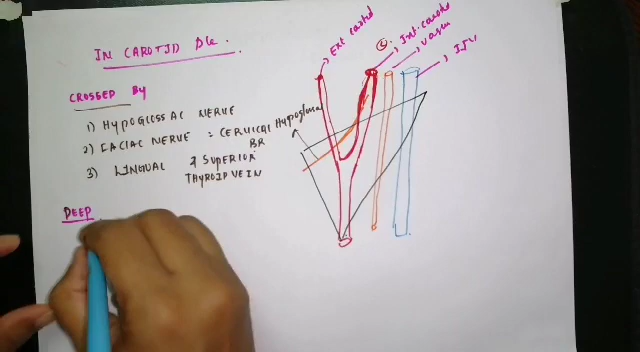 IN CAROTID Δle.
CROSSED By
1) HYPOGLOSSAL NERVE
2) FACIAL NERVE = CERVICAL BR
3) LINGUAL & SUPERIOR THYROID VEIN
DEEP
Ext carotid
Int. carotid
Vagus
IJV
Hypoglossal